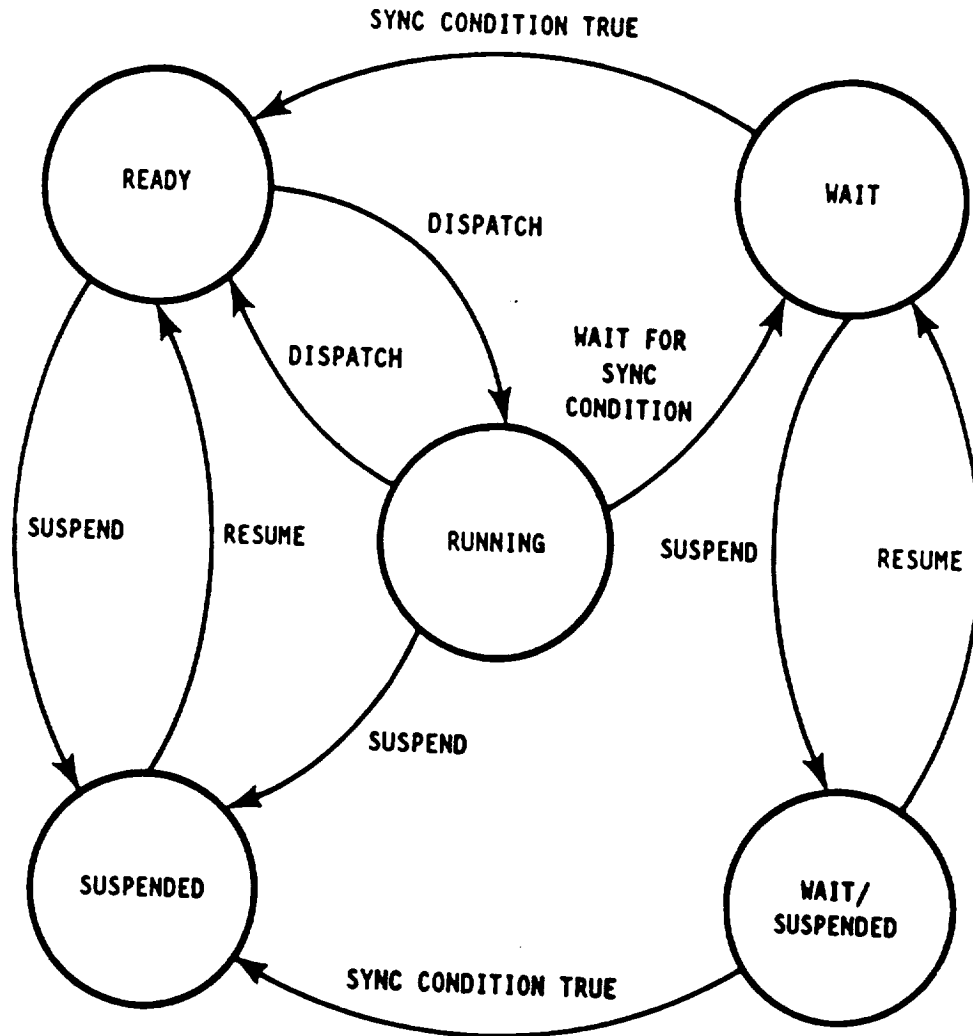 SYNC CONDITION TRUE
READY
WAIT
DISPATCH
DISPATCH
WAIT FOR
SYNC
CONDITION
SUSPEND
RESUME
RUNNING
SUSPEND
RESUME
SUSPEND
SUSPENDED
WAIT/
SUSPENDED
SYNC CONDITION TRUE